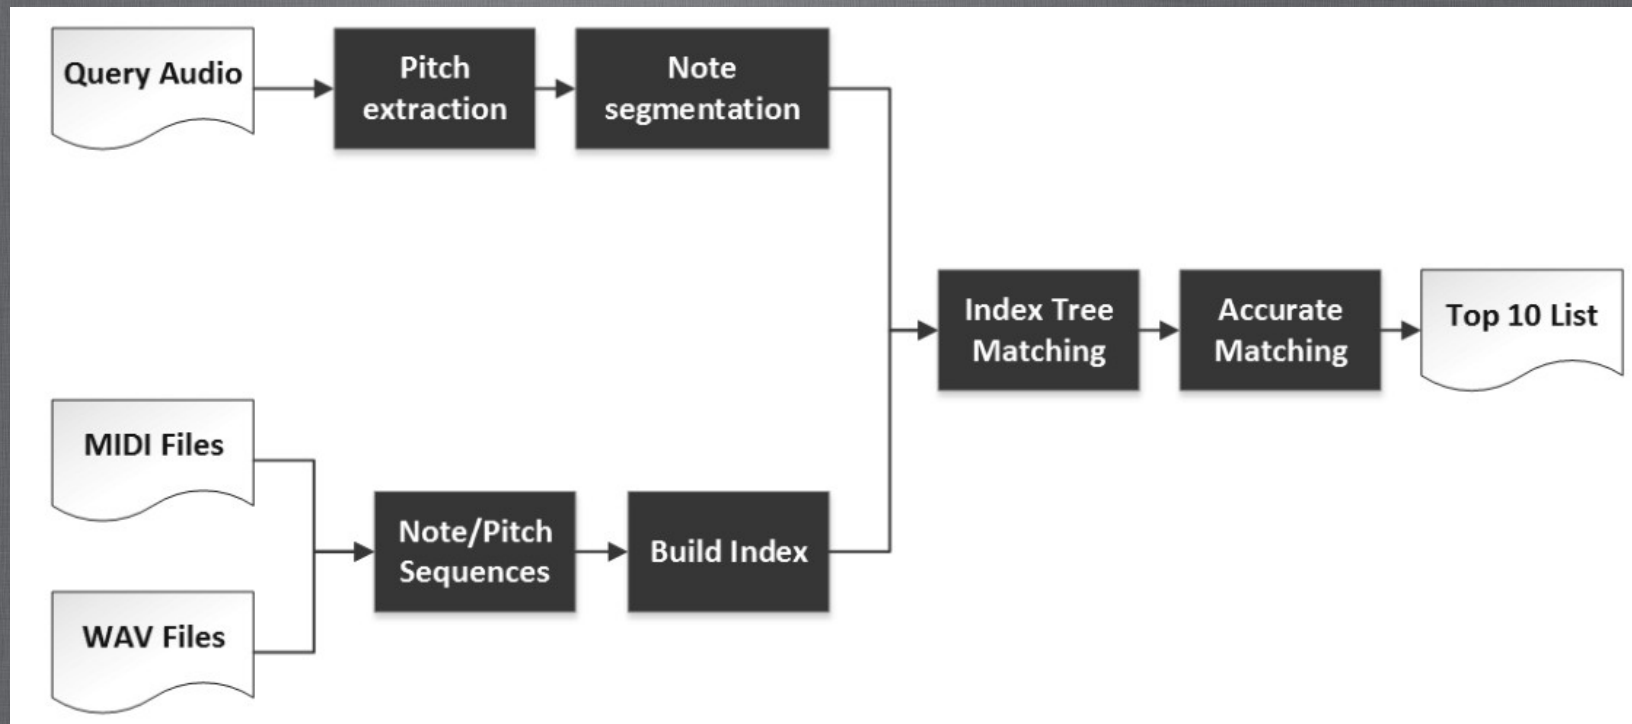 Query Audio
Pitch
extraction
Note
segmentation
Index Tree
Matching
Accurate
Matching
Top 10 List
MIDI Files
Note/Pitch
Sequences
Build Index
WAV Files